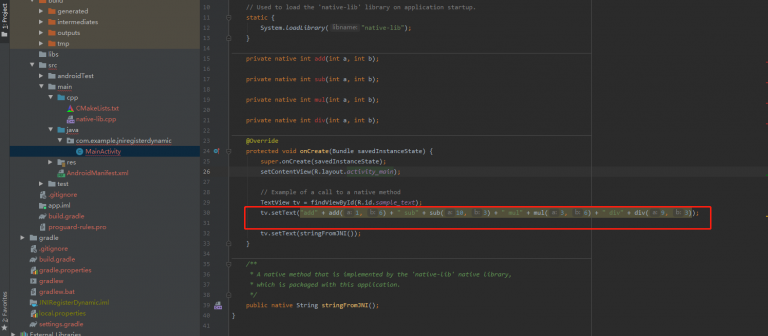 1: Project
2: Favorites
build
generated
intermediates
outputs
tmp
libs
src
androidTest
main
cpp
CMakeLists.txt
native-lib.cpp
java
com.example.jniregisterdynamic
MainActivity
res
AndroidManifest.xml
test
.gitignore
app.iml
build.gradle
proguard-rules.pro
gradle
.gitignore
build.gradle
gradle.properties
gradlew
gradlew.bat
JNIRegisterDynamic.iml
local.properties
settings.gradle
External Libraries
10 // Used to load the 'native-lib' library on application startup.
11 static {
12 System.loadLibrary( libname: "native-lib");
13 }
14
15 private native int add(int a, int b);
16
17 private native int sub(int a, int b);
18
19 private native int mul(int a, int b);
20
21 private native int div(int a, int b);
22
23 @Override
24 protected void onCreate(Bundle savedInstanceState) {
25 super.onCreate(savedInstanceState);
26 setContentView(R.layout.activity_main);
27
28 // Example of a call to a native method
29 TextView tv = findViewById(R.id.sample_text);
30 tv.setText("add" + add( + " sub" + sub( 10, + " mul" + mul( + " div" + div(
31
32 tv.setText(stringFromJNI());
33 }
34
35 /**
36 * A native method that is implemented by the 'native-lib' native library,
37 * which is packaged with this application.
38 */
39 public native String stringFromJNI();
40 }
41